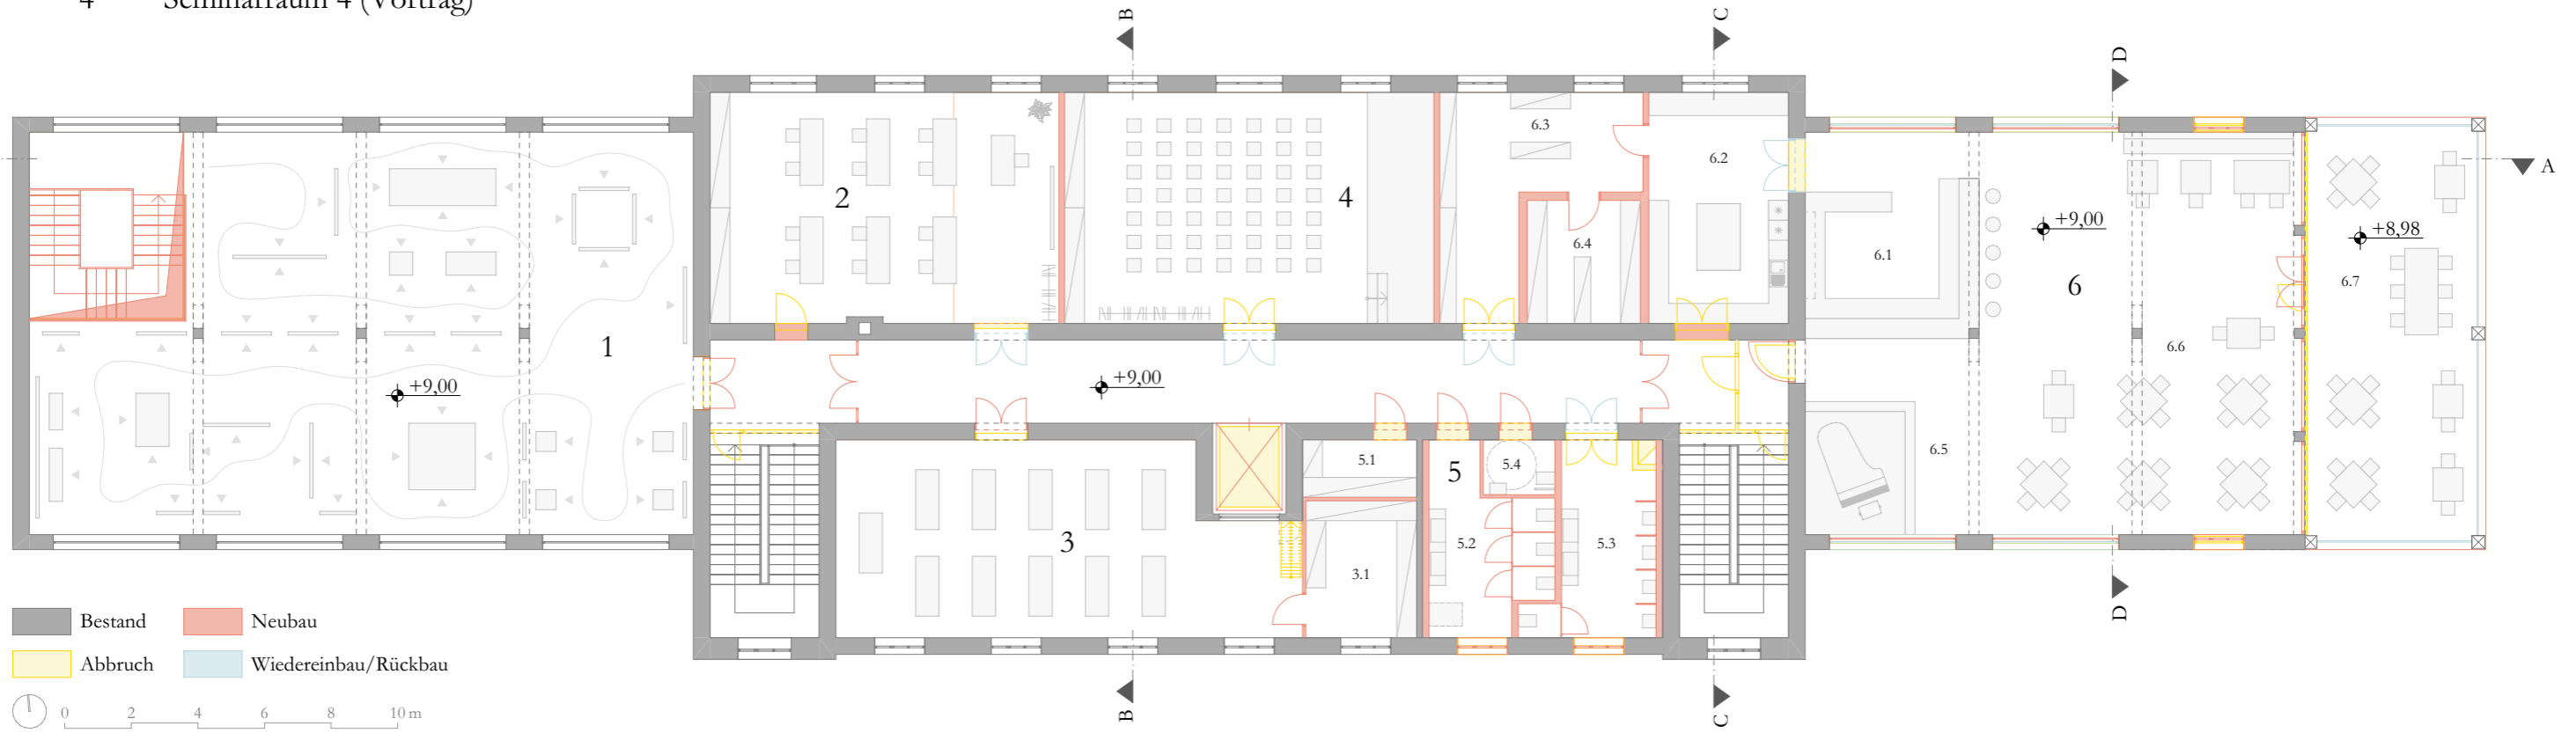 4 Seminarraum 4 (Vortrag)
B
C
D
6.3
6.2
A
2
4
+9,00
+8,98
6.4
6.1
6
6.7
1
6.6
+9,00
+9,00
5.1
5
5.4
6.5
3
5.2
5.3
3.1
Bestand
Neubau
D
Abbruch
Wiedereinbau/Rückbau
0 2 4 6 8 10 m
B
C